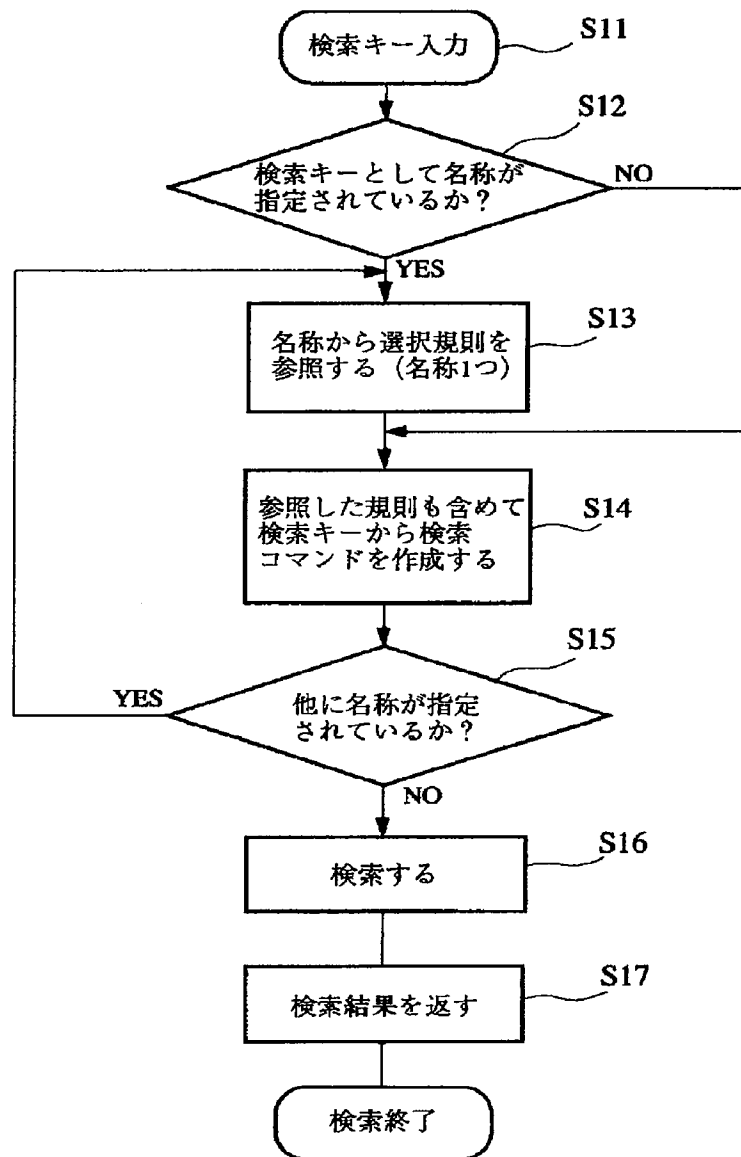 検索キー入力
S11
S12
検索キーとして名称が
指定されているか?
NO
YES
S13
名称から選択規則を
参照する(名称1つ)
参照した規則も含めて
検索キーから検索
コマンドを作成する
S14
S15
YES
他に名称が指定
されているか?
NO
S16
検索する
S17
検索結果を返す
検索終了